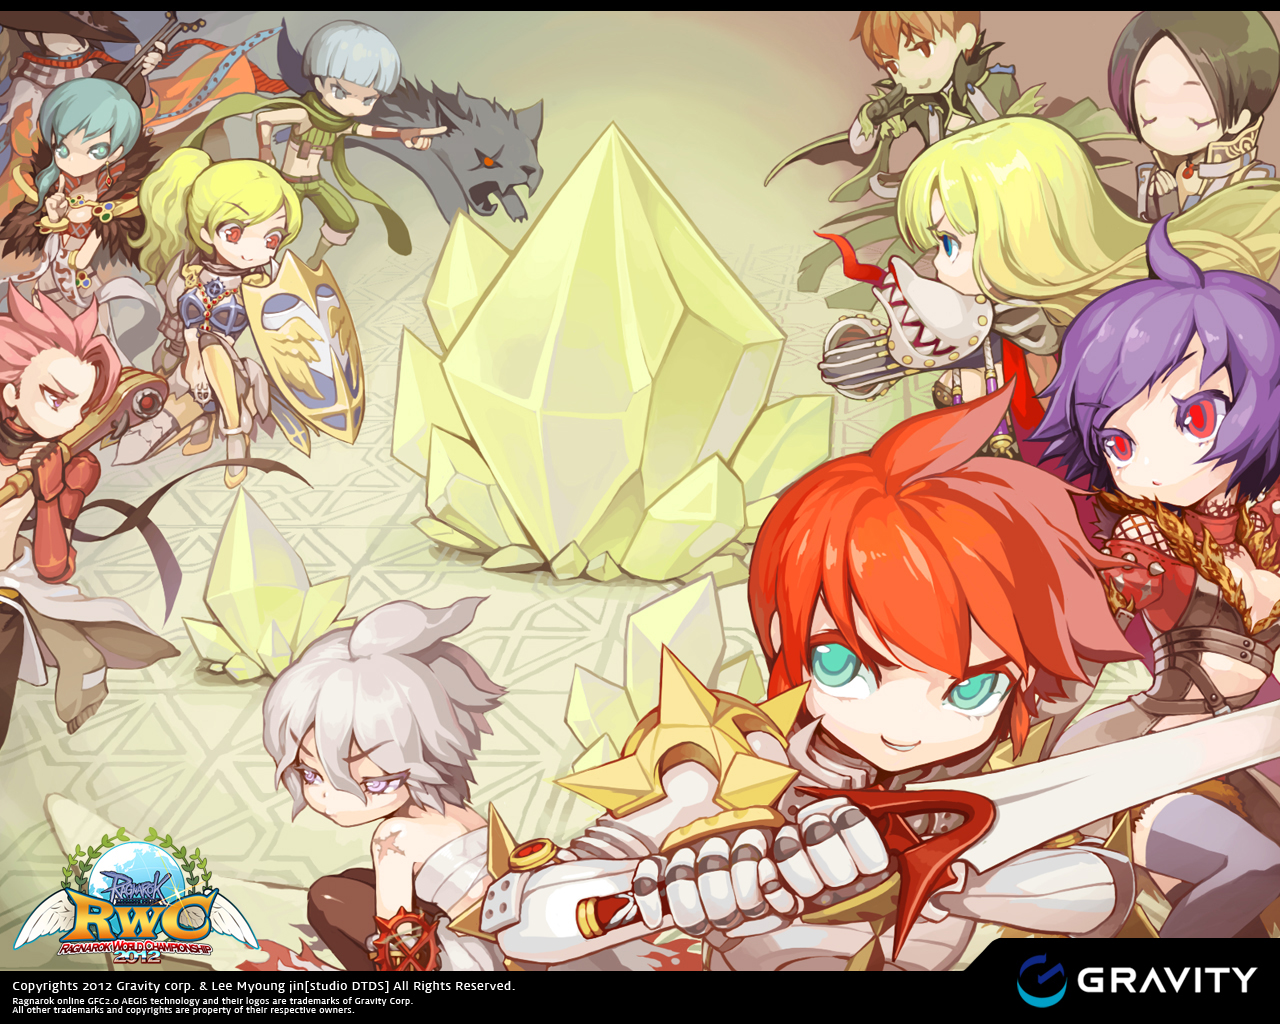 RAGNAROK
RWC
RAGNAROK WORLD CHAMPIONSHIP
2012
GRAVITY
Copyrights 2012 Gravity corp. & Lee Myoung jin[studio DTDS] All Rights Reserved.
Ragnarok online GFC2.0 AEGIS technology and their logos are trademarks of Gravity Corp.
All other trademarks and copyrights are property of their respective owners.